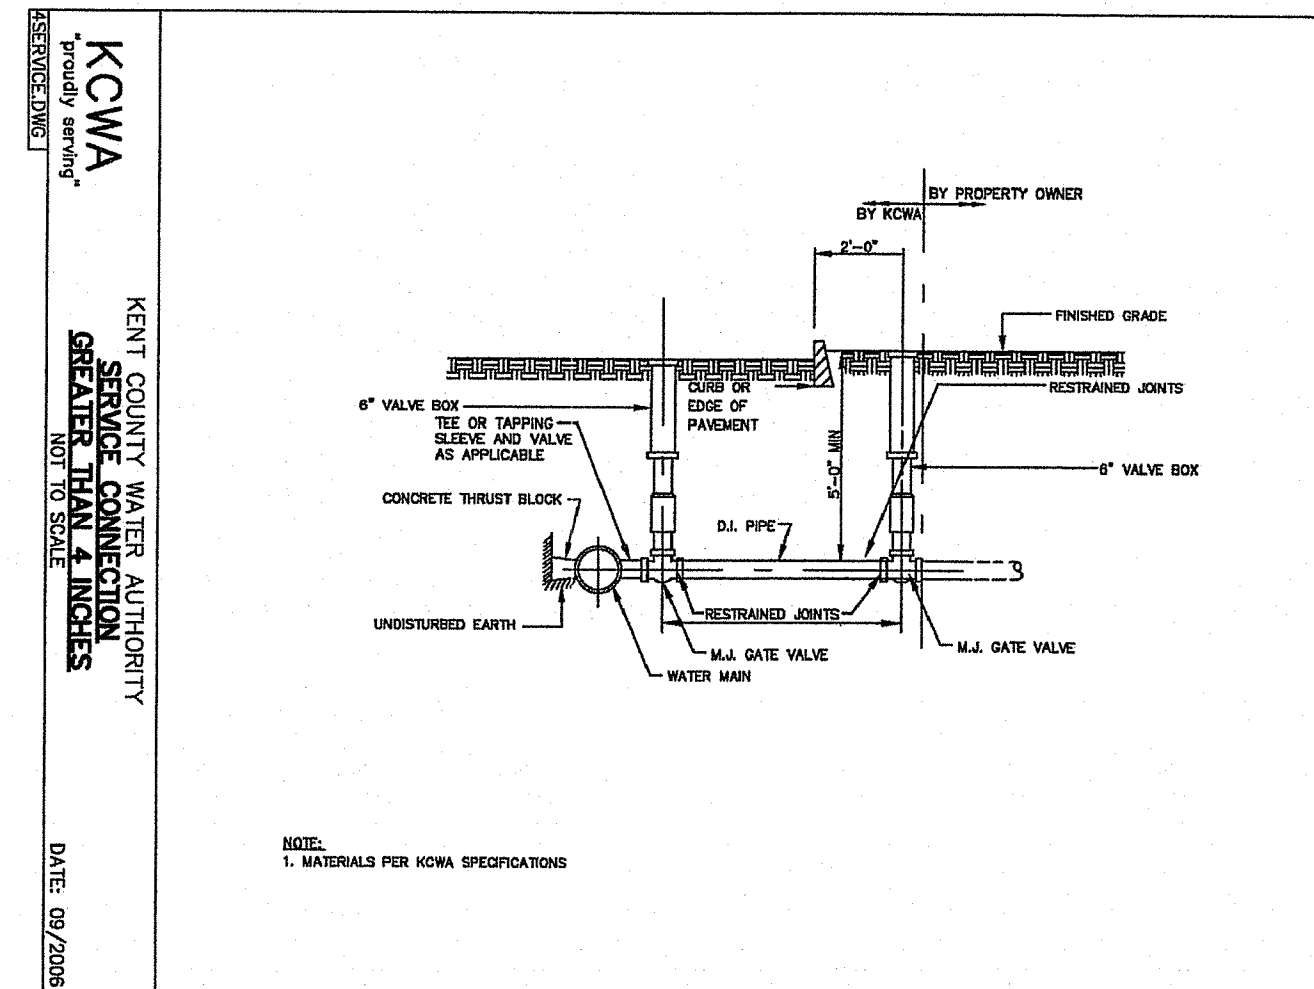 4SERVICE.DWG
KCWA
"proudly serving"
KENT COUNTY WATER AUTHORITY
SERVICE CONNECTION
GREATER THAN 4 INCHES
NOT TO SCALE
DATE: 09/2006
BY PROPERTY OWNER
BY KCWA
2'-0"
FINISHED GRADE
RESTRAINED JOINTS
CURB OR
EDGE OF
PAVEMENT
6" VALVE BOX
TEE OR TAPPING
SLEEVE AND VALVE
AS APPLICABLE
5'-0" MIN
6" VALVE BOX
CONCRETE THRUST BLOCK
D.I. PIPE
RESTRAINED JOINTS
UNDISTURBED EARTH
M.J. GATE VALVE
M.J. GATE VALVE
WATER MAIN
NOTE:
1. MATERIALS PER KCWA SPECIFICATIONS